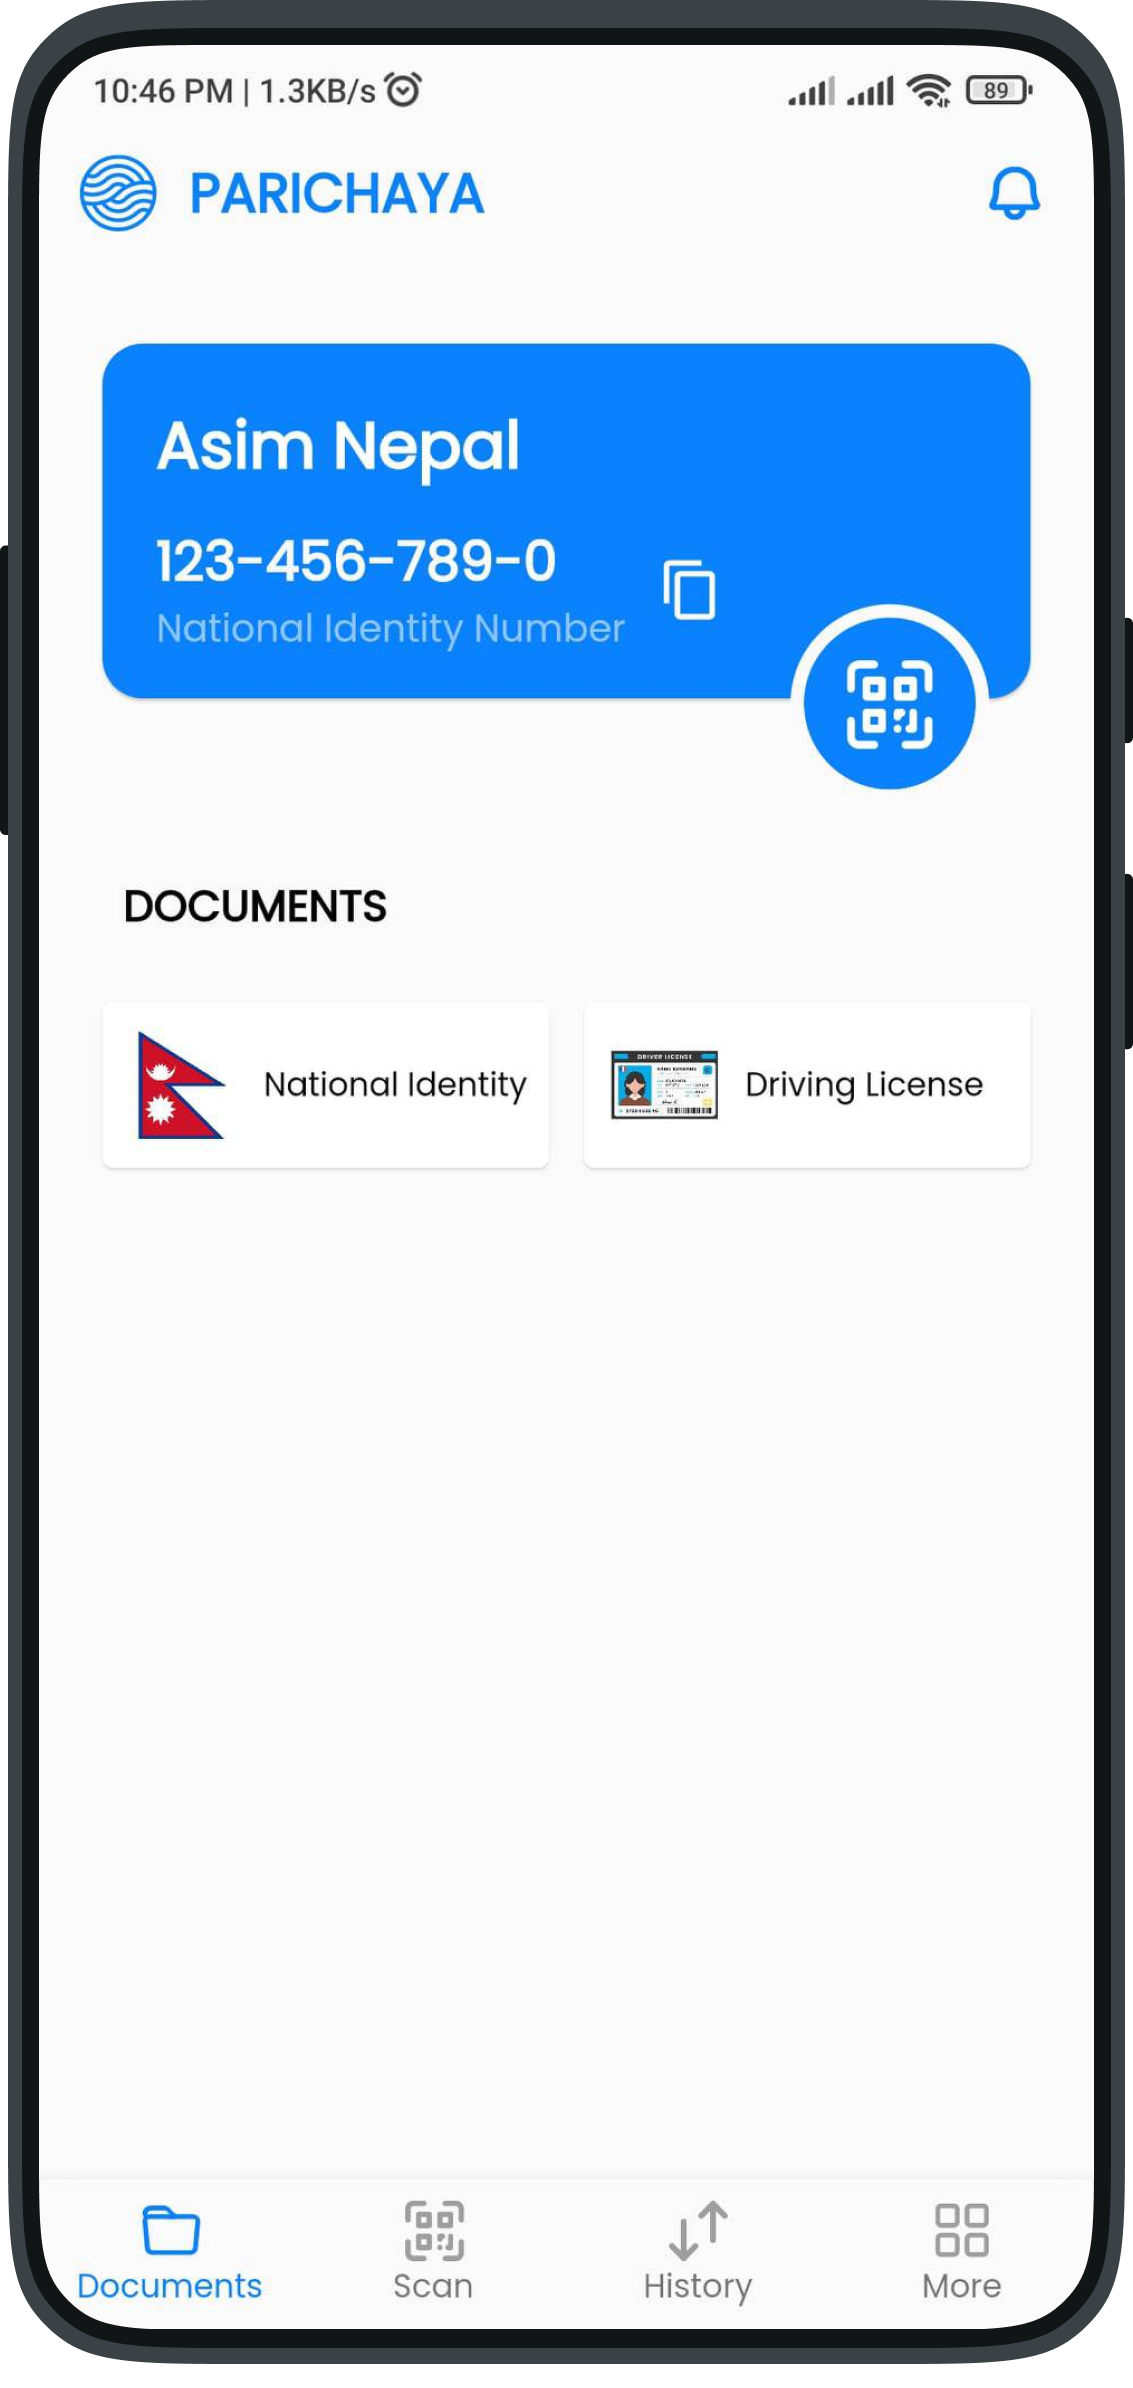 10:46 PM | 1.3KB/s
89
PARICHAYA
Asim Nepal
123-456-789-0
National Identity Number
DOCUMENTS
National Identity
DRIVER LICENSE
Driving License
Documents
Scan
History
More